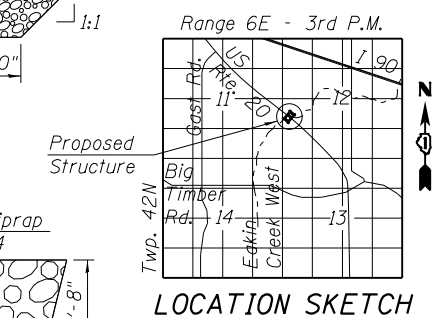 1:1
0"
Range 6E - 3rd P.M.
I 90
US
Rte. 20
Gast Rd.
11
12
N
Proposed
Structure
Big
Timber
Rd.
14
13
Twp. 42N
Eakin
Creek West
iprap
4
'-8"
LOCATION SKETCH